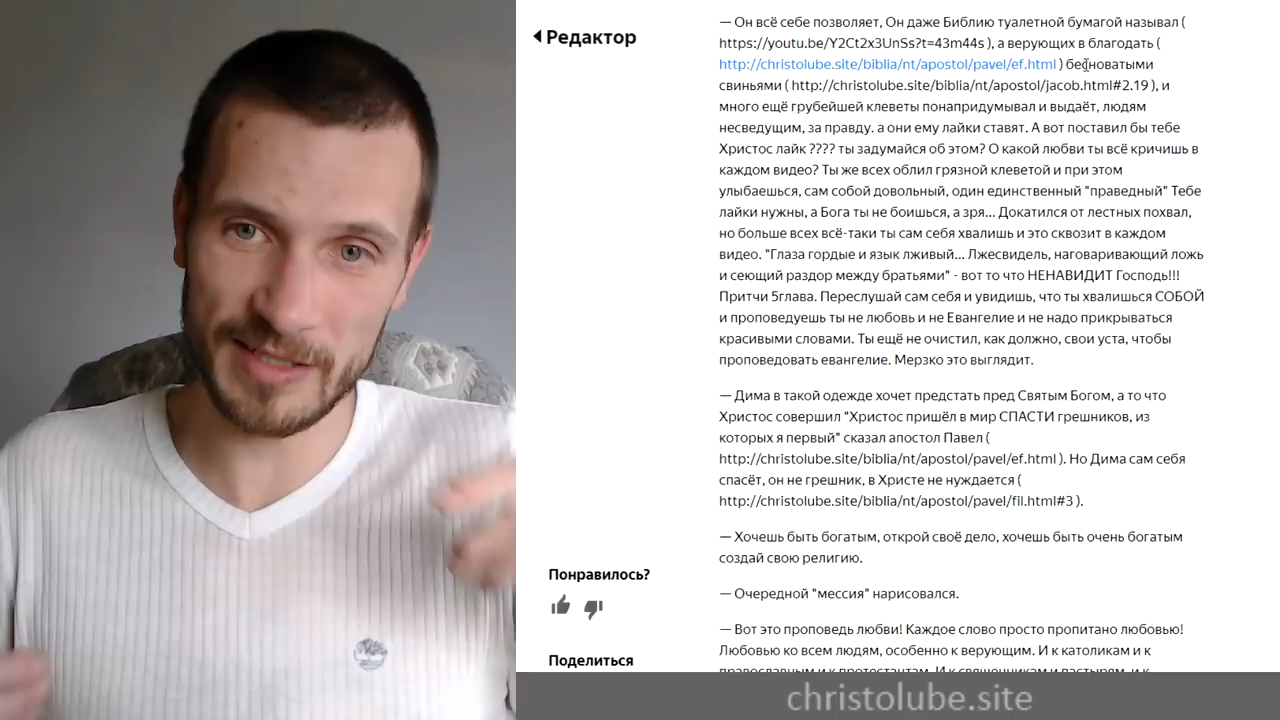 Редактор
— Он всё себе позволяет, Он даже Библию туалетной бумагой называл (
https://youtu.be/Y2Ct2x3UnSs?t=43m44s ), а верующих в благодать (
http://christolube.site/biblia/nt/apostol/pavel/ef.html ) бесноватыми
свиньями ( http://christolube.site/biblia/nt/apostol/jacob.html#2.19 ), и
много ещё грубейшей клеветы понапридумывал и выдаёт, людям
несведущим, за правду. а они ему лайки ставят. А вот поставил бы тебе
Христос лайк ???? ты задумайся об этом? О какой любви ты всё кричишь в
каждом видео? Ты же всех облил грязной клеветой и при этом
улыбаешься, сам собой довольный, один единственный "праведный" Тебе
лайки нужны, а Бога ты не боишься, а зря... Докатился от лестных похвал,
но больше всех всё-таки ты сам себя хвалишь и это сквозит в каждом
видео. "Глаза гордые и язык лживый... Лжесвидель, наговаривающий ложь
и сеющий раздор между братьями" - вот то что НЕНАВИДИТ Господь!!!
Притчи 5глава. Переслушай сам себя и увидишь, что ты хвалишься СОБОЙ
и проповедуешь ты не любовь и не Евангелие и не надо прикрываться
красивыми словами. Ты ещё не очистил, как должно, свои уста, чтобы
проповедовать евангелие. Мерзко это выглядит.
— Дима в такой одежде хочет предстать пред Святым Богом, а то что
Христос совершил "Христос пришёл в мир СПАСТИ грешников, из
которых я первый" сказал апостол Павел (
http://christolube.site/biblia/nt/apostol/pavel/ef.html ). Но Дима сам себя
спасёт, он не грешник, в Христе не нуждается (
http://christolube.site/biblia/nt/apostol/pavel/fil.html#3 ).
— Хочешь быть богатым, открой своё дело, хочешь быть очень богатым
создай свою религию.
— Очередной "мессия" нарисовался.
— Вот это проповедь любви! Каждое слово просто пропитано любовью!
Любовью ко всем людям, особенно к верующим. И к католикам и к
православным и к протестантам. И к священникам и пастырям, и к
Понравилось?
Поделиться
christolube.site